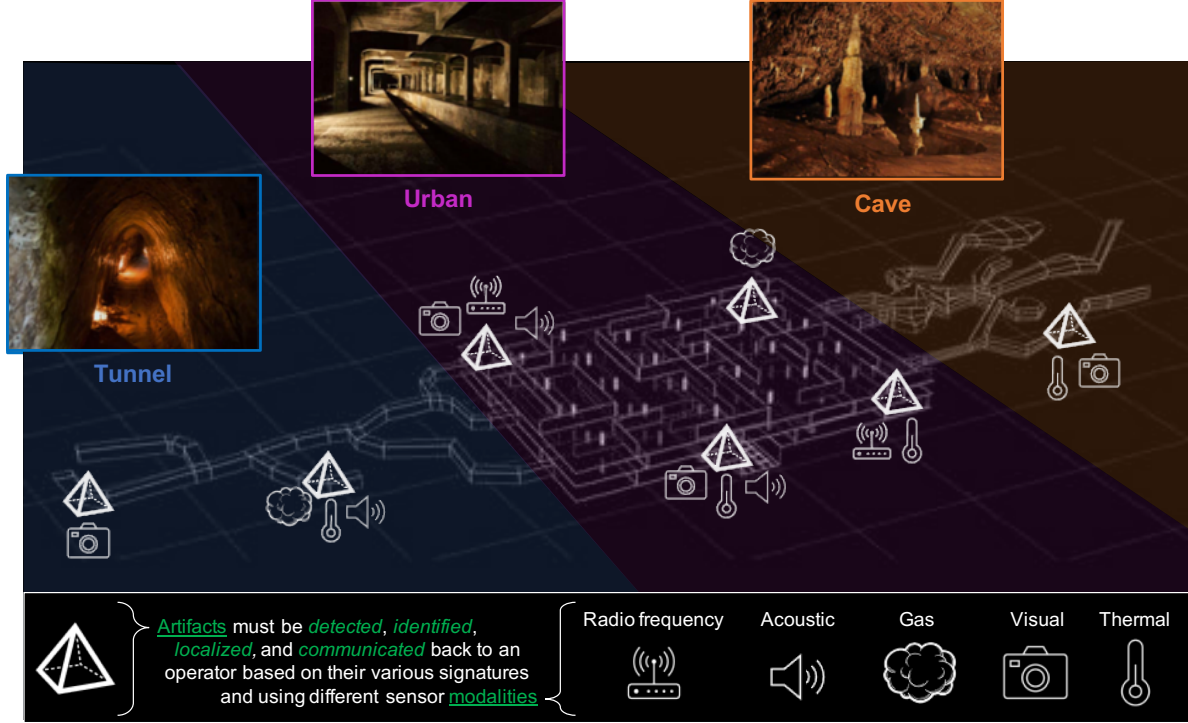 Urban
Cave
Tunnel
Artifacts must be detected, identified,
localized, and communicated back to an
operator based on their various signatures
and using different sensor modalities
Radio frequency
Acoustic
Gas
Visual
Thermal